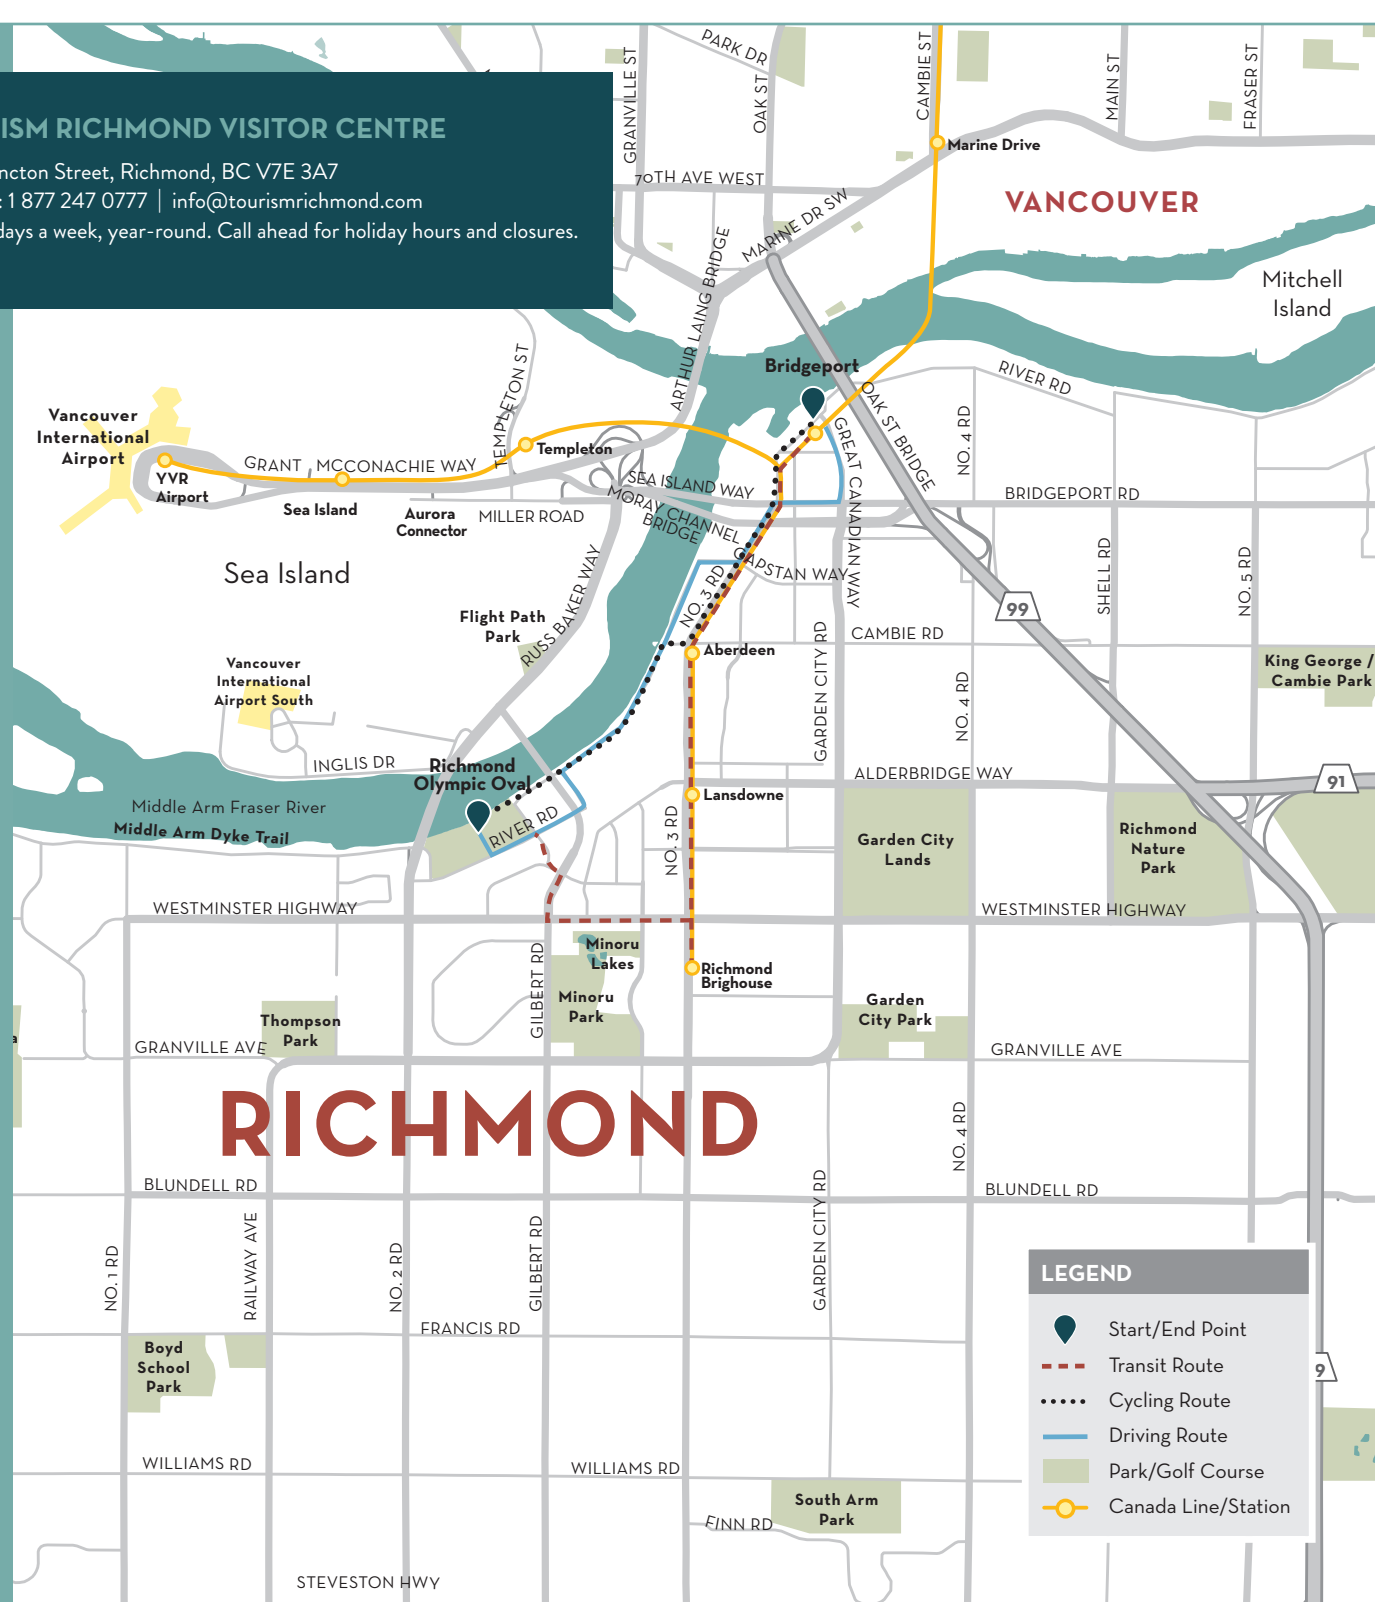 ISM RICHMOND VISITOR CENTRE
ncton Street, Richmond, BC V7E 3A7
: 1 877 247 0777 | info@tourismrichmond.com
days a week, year-round. Call ahead for holiday hours and closures.
GRANVILLE ST
PARK DR
OAK ST
CAMBIE ST
MAIN ST
FRASER ST
Marine Drive
70TH AVE WEST
MARINE DR SW
VANCOUVER
ARTHUR LAING BRIDGE
Mitchell
Island
Bridgeport
RIVER RD
TEMPLETON ST
OAK ST BRIDGE
GREAT CANADIAN WAY
NO. 4 RD
Vancouver
International
Airport
YVR
Airport
GRANT MCCONACHIE WAY
Templeton
Sea Island
Aurora
Connector
MILLER ROAD
SEA ISLAND WAY
MORAY CHANNEL
BRIDGE
BRIDGEPORT RD
Sea Island
RUSS BAKER WAY
NO. 3 RD
CAPSTAN WAY
SHELL RD
NO. 5 RD
99
Flight Path
Park
Aberdeen
CAMBIE RD
GARDEN CITY RD
NO. 4 RD
King George /
Cambie Park
Vancouver
International
Airport South
INGLIS DR
Richmond
Olympic Oval
Middle Arm Fraser River
Middle Arm Dyke Trail
RIVER RD
Lansdowne
NO. 3 RD
ALDERBRIDGE WAY
91
Garden City
Lands
Richmond
Nature
Park
WESTMINSTER HIGHWAY
WESTMINSTER HIGHWAY
Minoru
Lakes
Richmond
Brighouse
GILBERT RD
Minoru
Park
Garden
City Park
Thompson
Park
a
GRANVILLE AVE
GRANVILLE AVE
RICHMOND
NO. 4 RD
BLUNDELL RD
BLUNDELL RD
NO. 1 RD
RAILWAY AVE
NO. 2 RD
GILBERT RD
GARDEN CITY RD
FRANCIS RD
Boyd
School
Park
WILLIAMS RD
WILLIAMS RD
South Arm
Park
FINN RD
STEVESTON HWY
LEGEND
Start/End Point
Transit Route
Cycling Route
Driving Route
Park/Golf Course
Canada Line/Station
9